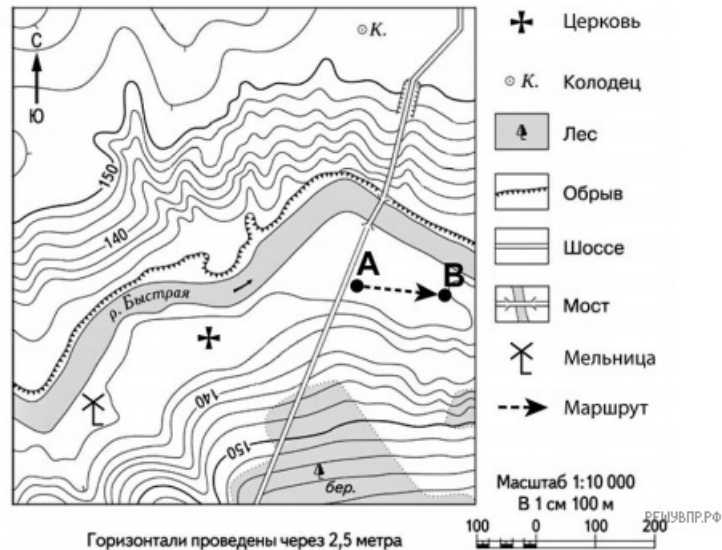 С
Ю
К.
150
140
р. Быстрая
А
В
140
150
бер.
Церковь
К. Колодец
Лес
Обрыв
Шоссе
Мост
Мельница
Маршрут
Масштаб 1:10 000
В 1 см 100 м
РЕШУВПР.РФ
Горизонтали проведены через 2,5 метра
100 0 100 200